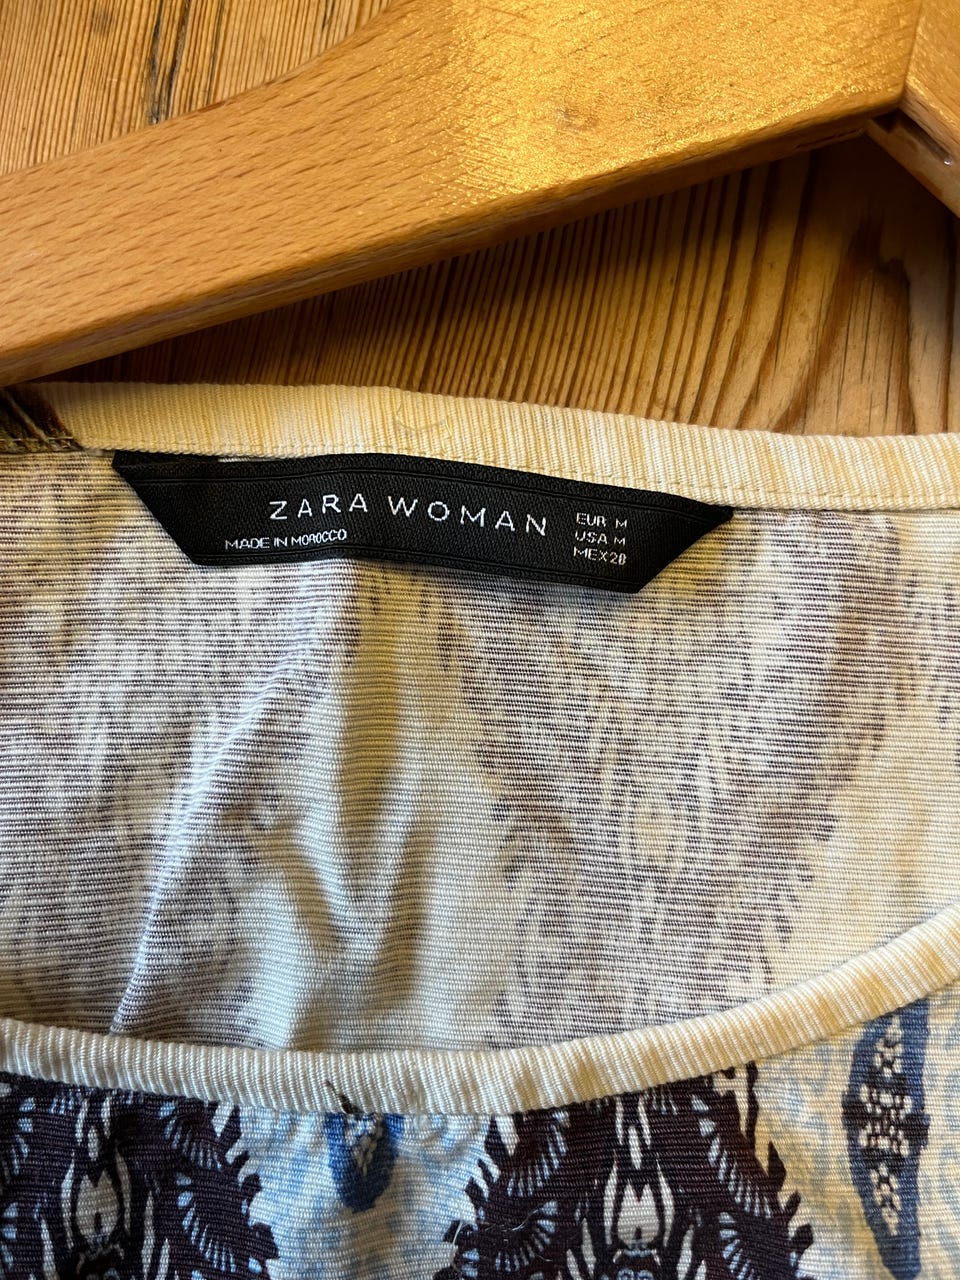 ZARA WOMAN
MADE IN MOROCCO
EUR M
USA M
MEX 28